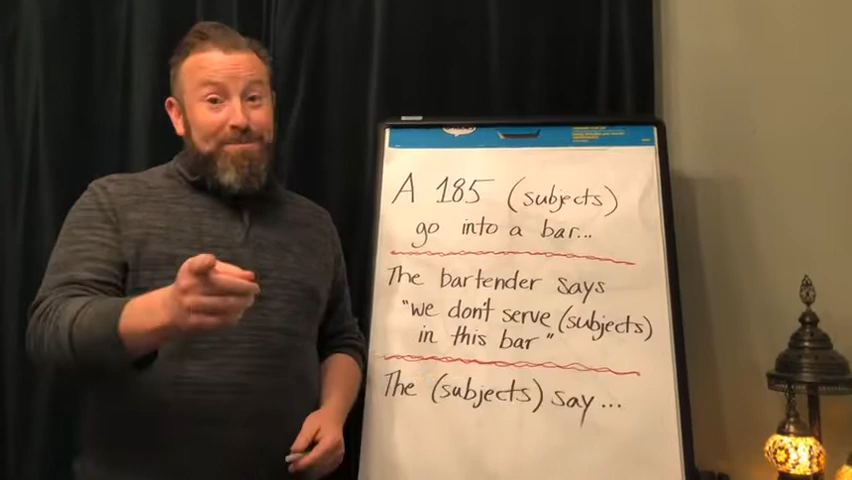 A 185 (subjects)
go into a bar...
The bartender says
"we don't serve (subjects)
in this bar"
The (subjects) say...